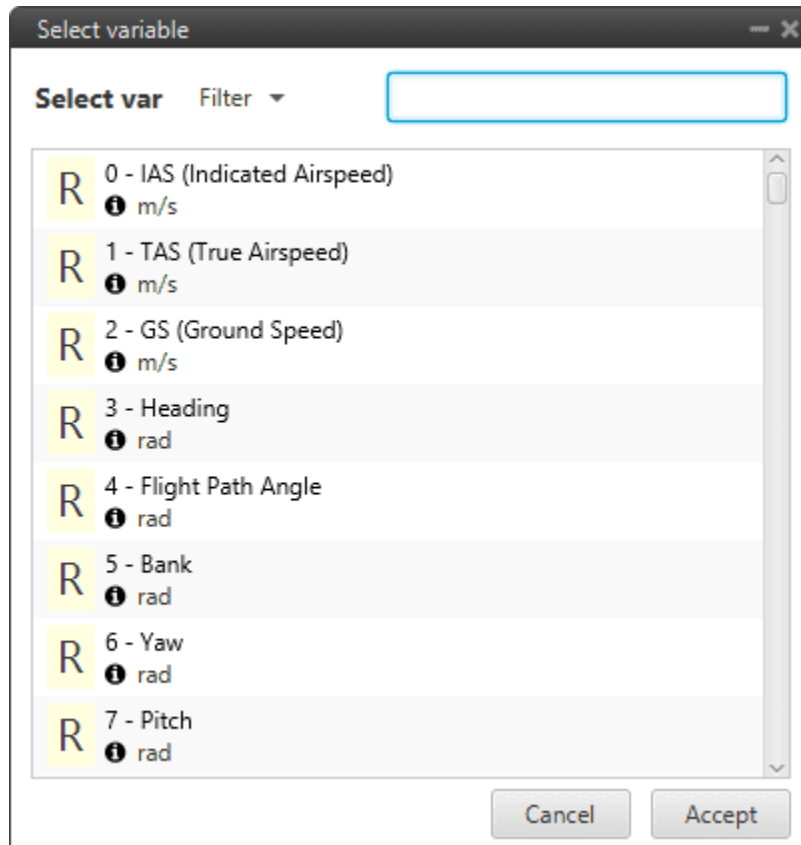 Select variable
Select var Filter
R 0 - IAS (Indicated Airspeed)
m/s
R 1 - TAS (True Airspeed)
m/s
R 2 - GS (Ground Speed)
m/s
R 3 - Heading
rad
R 4 - Flight Path Angle
rad
R 5 - Bank
rad
R 6 - Yaw
rad
R 7 - Pitch
rad
Cancel Accept